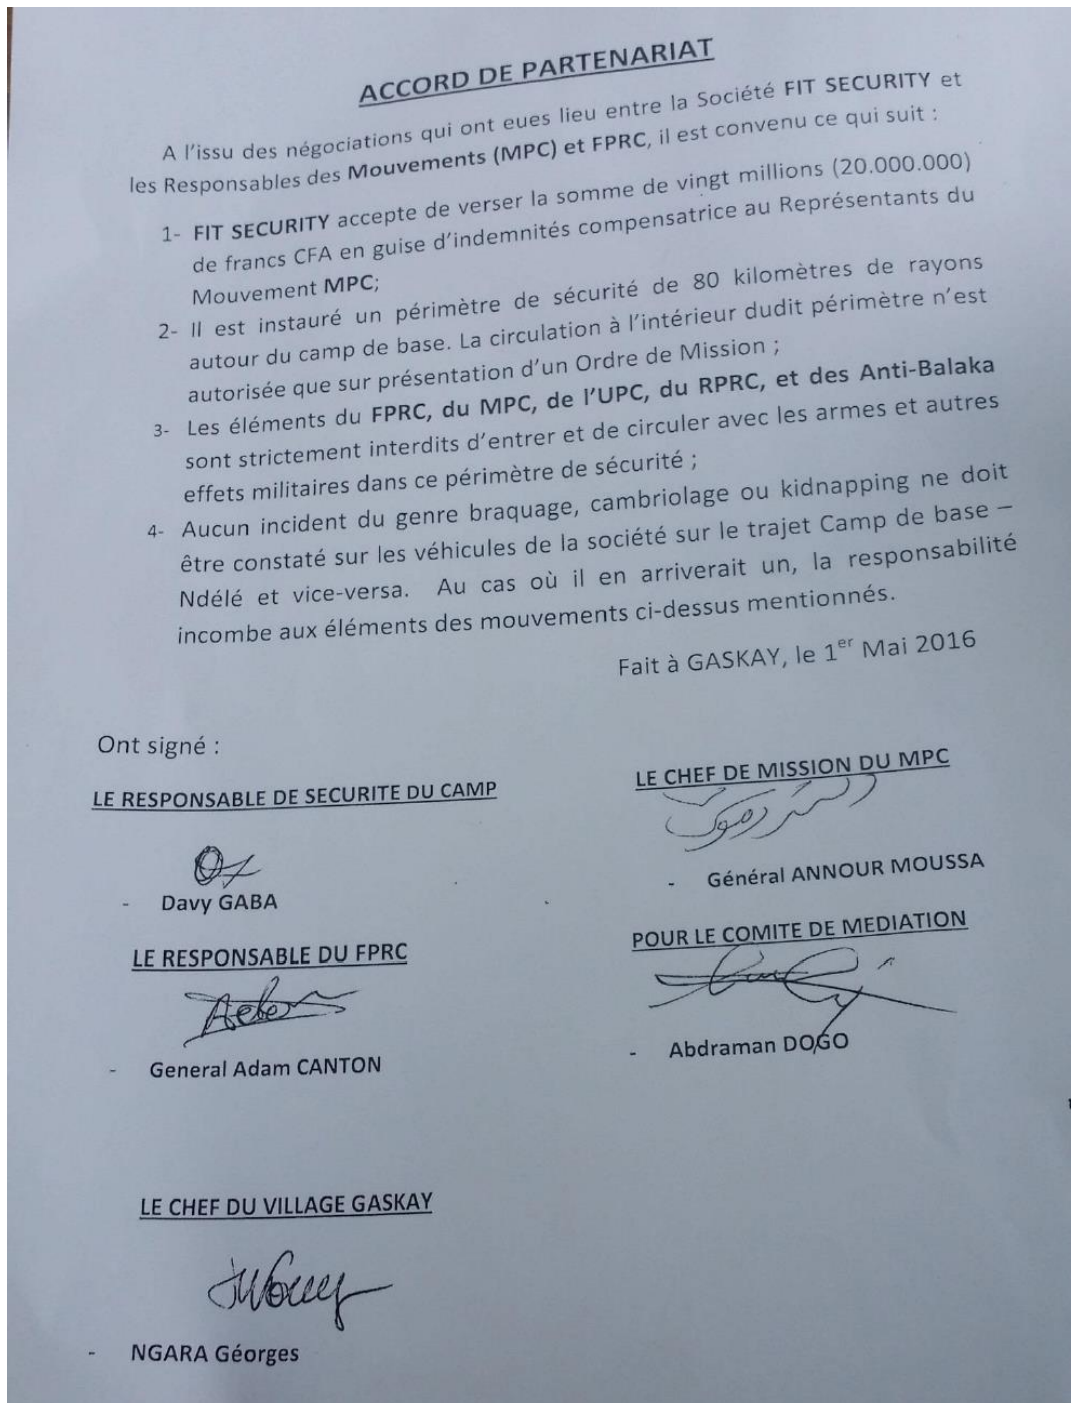 ACCORD DE PARTENARIAT
A l'issu des négociations qui ont eues lieu entre la Société FIT SECURITY et
les Responsables des Mouvements (MPC) et FPRC, il est convenu ce qui suit :
1- FIT SECURITY accepte de verser la somme de vingt millions (20.000.000)
de francs CFA en guise d'indemnités compensatrice au Représentants du
Mouvement MPC;
2- Il est instauré un périmètre de sécurité de 80 kilomètres de rayons
autour du camp de base. La circulation à l'intérieur dudit périmètre n'est
autorisée que sur présentation d'un Ordre de Mission ;
3- Les éléments du FPRC, du MPC, de l'UPC, du RPRC, et des Anti-Balaka
sont strictement interdits d'entrer et de circuler avec les armes et autres
effets militaires dans ce périmètre de sécurité ;
4- Aucun incident du genre braquage, cambriolage ou kidnapping ne doit
être constaté sur les véhicules de la société sur le trajet Camp de base –
Ndélé et vice-versa. Au cas où il en arriverait un, la responsabilité
incombe aux éléments des mouvements ci-dessus mentionnés.
Fait à GASKAY, le 1er Mai 2016
Ont signé :
LE RESPONSABLE DE SECURITE DU CAMP
LE CHEF DE MISSION DU MPC
- Davy GABA
- Général ANNOUR MOUSSA
LE RESPONSABLE DU FPRC
POUR LE COMITE DE MEDIATION
- General Adam CANTON
- Abdraman DOGO
LE CHEF DU VILLAGE GASKAY
- NGARA Géorges